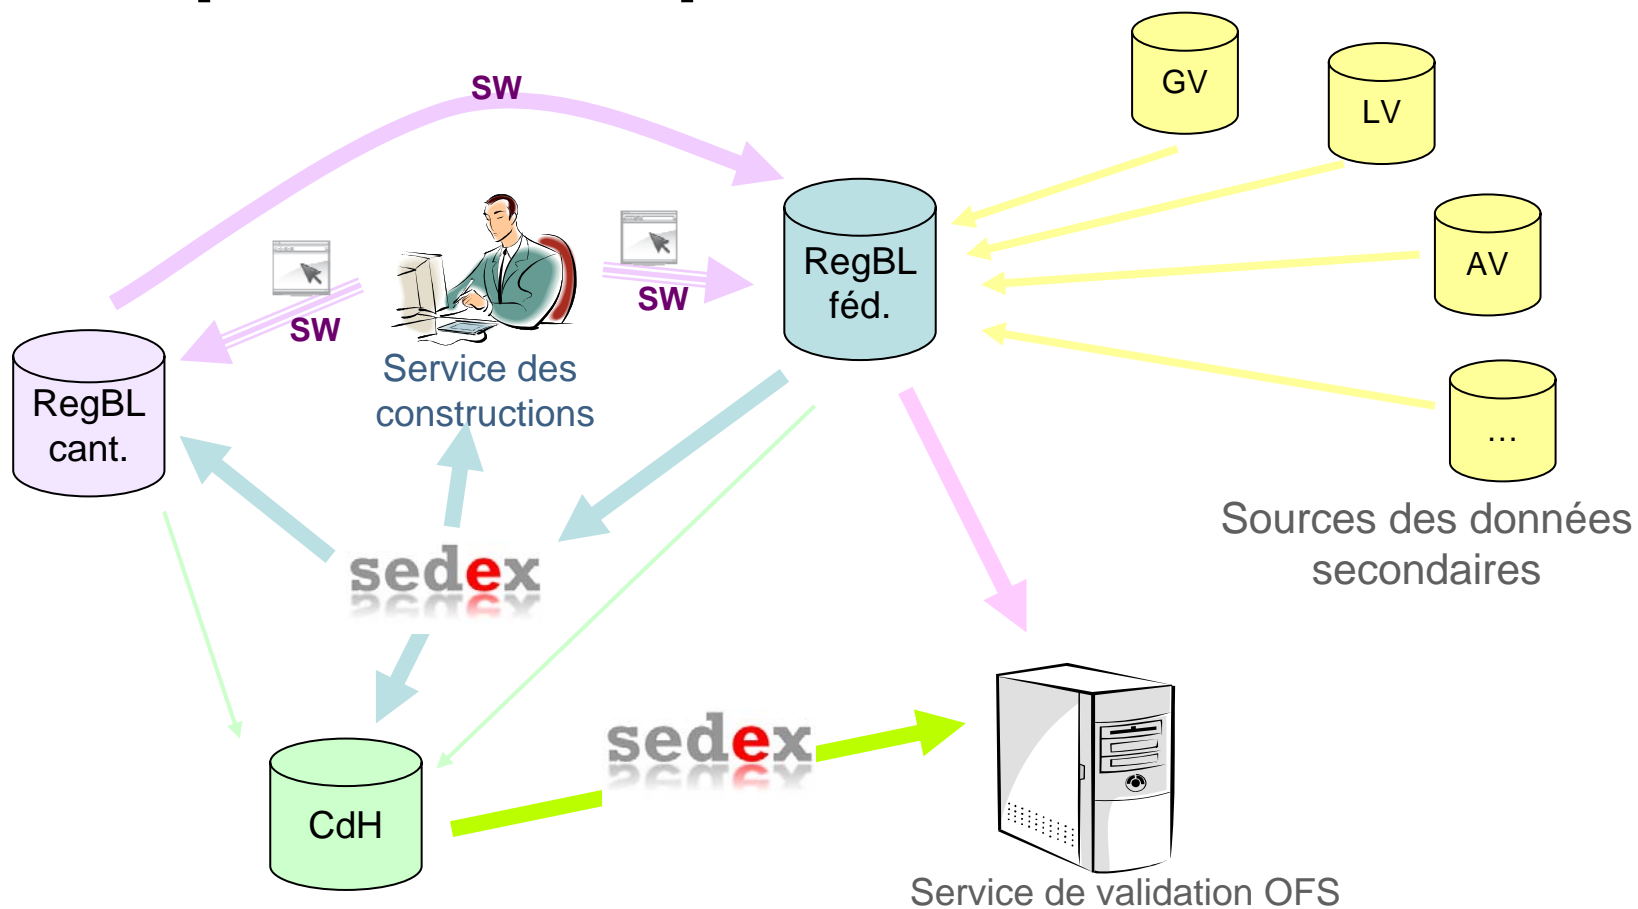 SW
GV
LV
RegBL
féd.
AV
SW
SW
Service des
constructions
RegBL
cant.
...
Sources des données
secondaires
sedex
sedex
CdH
Service de validation OFS